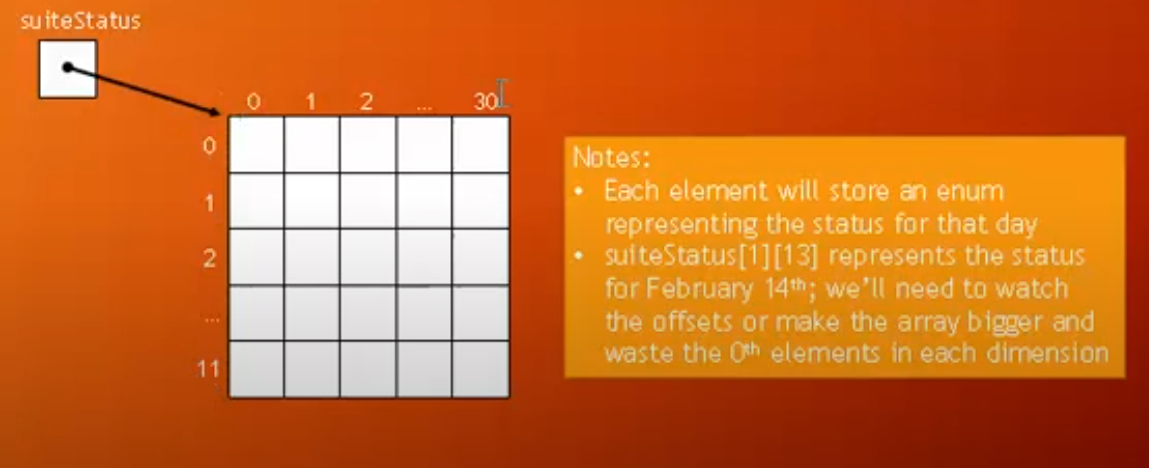 suiteStatus
0 1 2 ... 30
0
1
2
...
11
Notes:
• Each element will store an enum
representing the status for that day
• suiteStatus[1][13] represents the status
for February 14th; we'll need to watch
the offsets or make the array bigger and
waste the 0th elements in each dimension